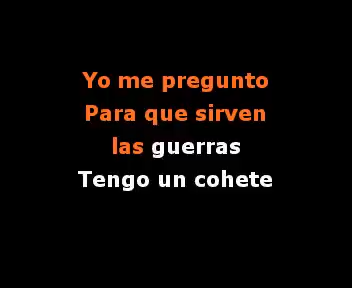 Yo me pregunto
Para que sirven
las guerras
Tengo un cohete